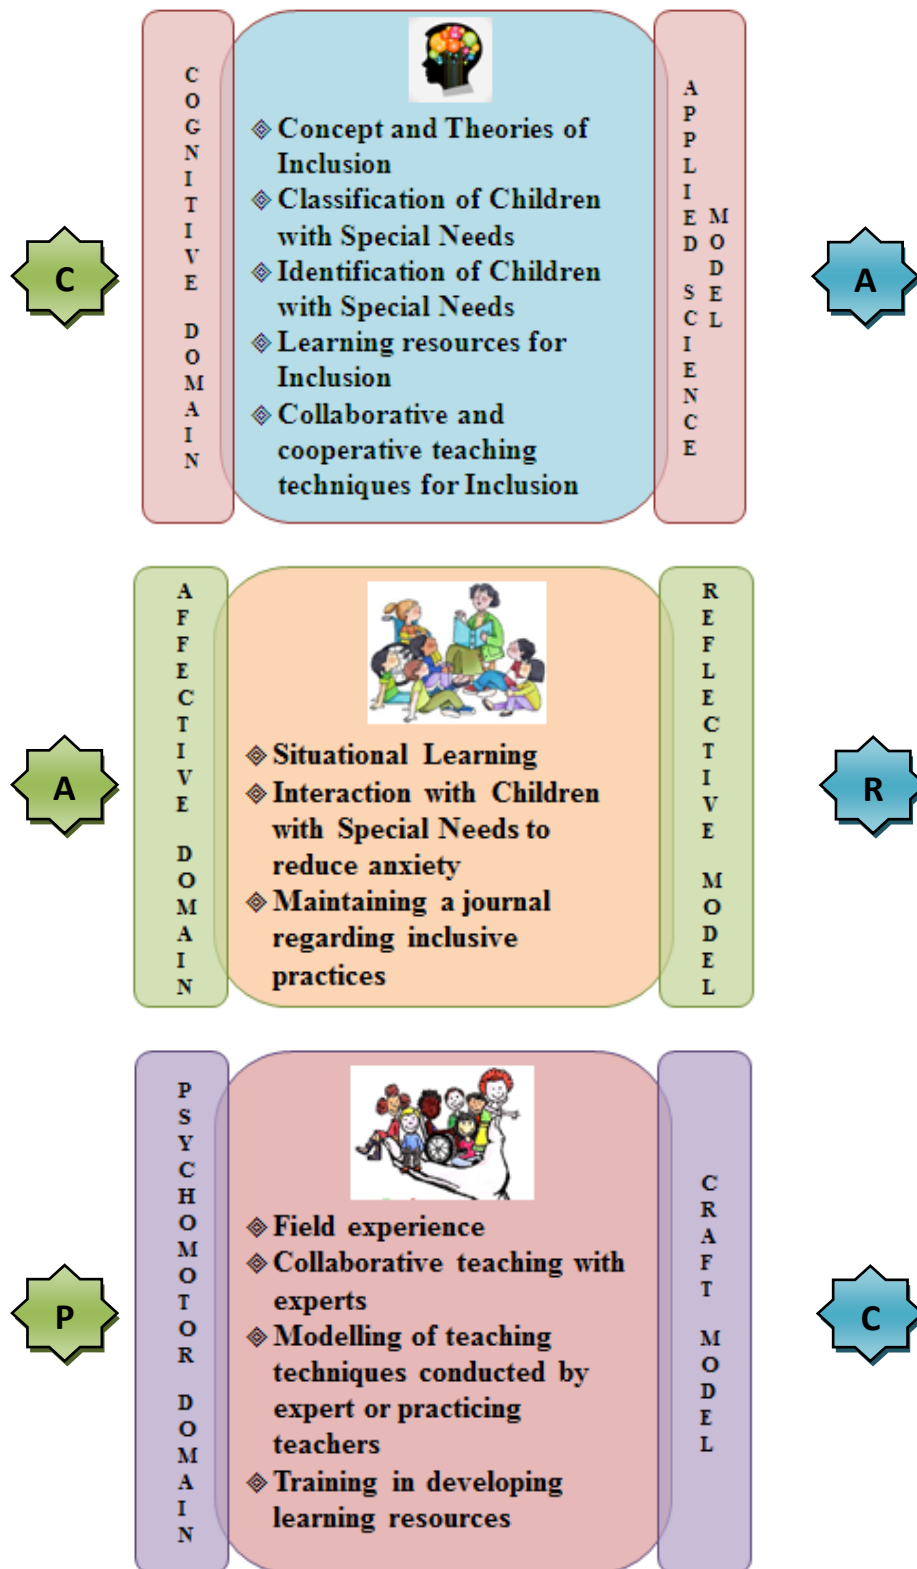 COGNITIVE DOMAIN
Concept and Theories of
Inclusion
Classification of Children
with Special Needs
Identification of Children
with Special Needs
Learning resources for
Inclusion
Collaborative and
cooperative teaching
techniques for Inclusion
APPLIED SCIENCE
MODEL
C
A
AFFECTIVE DOMAIN
Situational Learning
Interaction with Children
with Special Needs to
reduce anxiety
Maintaining a journal
regarding inclusive
practices
REFLECTIVE MODEL
A
R
PSYCHOMOTOR DOMAIN
Field experience
Collaborative teaching with
experts
Modelling of teaching
techniques conducted by
expert or practicing
teachers
Training in developing
learning resources
CRAFT MODEL
P
C